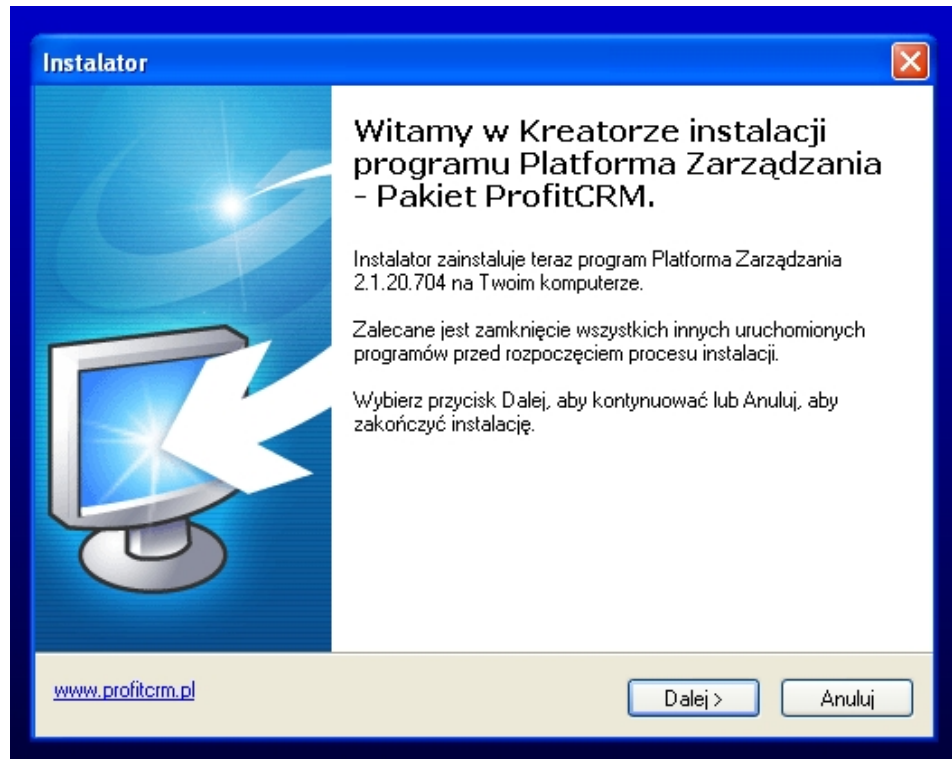 Instalator
Witamy w Kreatorze instalacji
programu Platforma Zarządzania
- Pakiet ProfitCRM.
Instalator zainstaluje teraz program Platforma Zarządzania
2.1.20.704 na Twoim komputerze.
Zalecane jest zamknięcie wszystkich innych uruchomionych
programów przed rozpoczęciem procesu instalacji.
Wybierz przycisk Dalej, aby kontynuować lub Anuluj, aby
zakończyć instalację.
www.profitcrm.pl
Dalej >
Anuluj